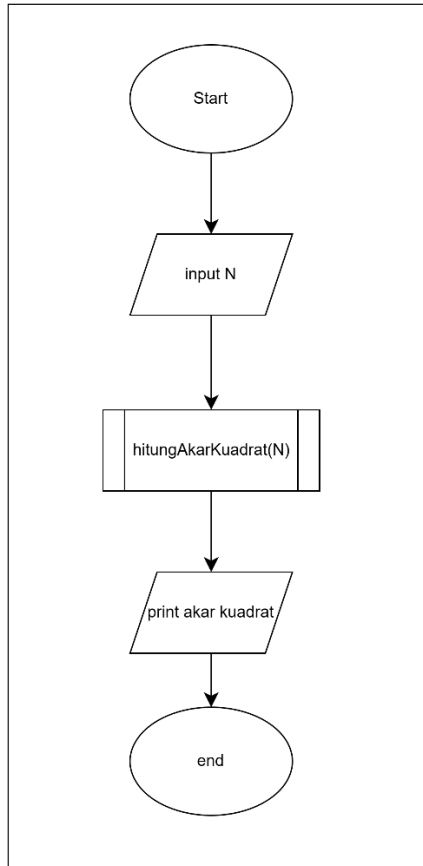 Start
input N
hitungAkarKuadrat(N)
print akar kuadrat
end